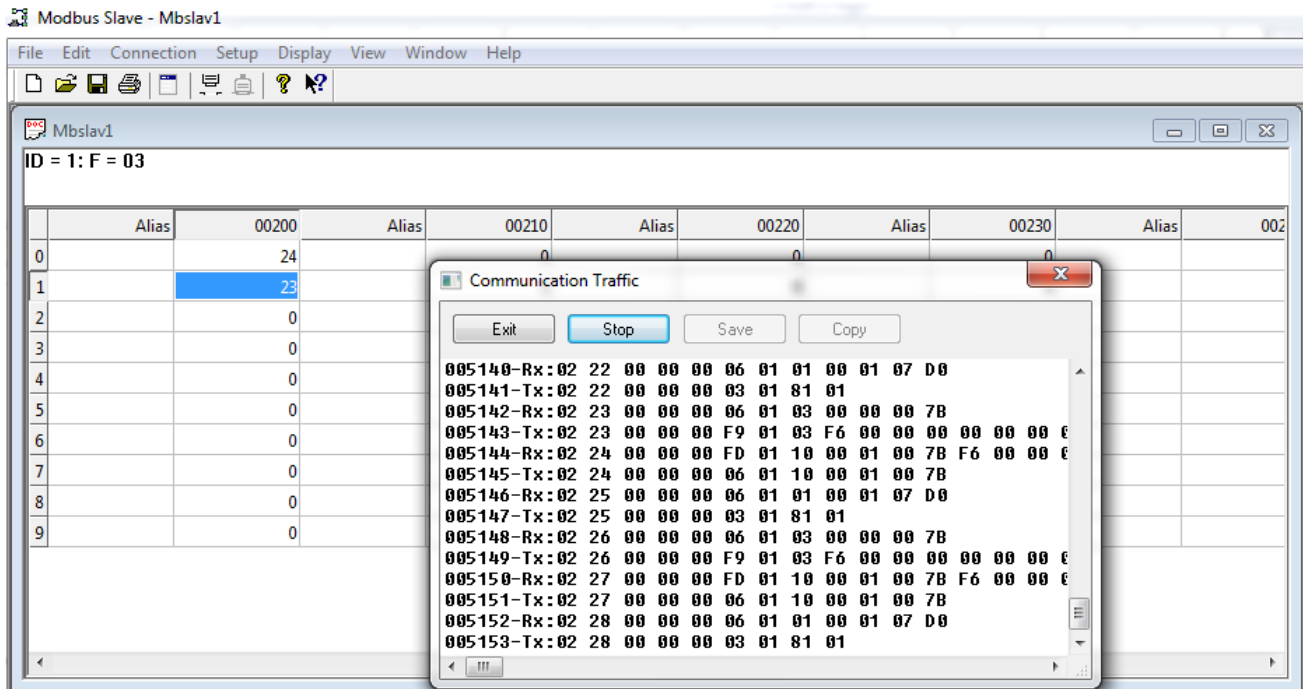 Modbus Slave - Mbslav1
File Edit Connection Setup Display View Window Help
Mbslav1
ID = 1: F = 03
Alias 00200 Alias 00210 Alias 00220 Alias 00230 Alias 002
0 24 0 0 0
1 23
2 0
3 0
4 0
5 0
6 0
7 0
8 0
9 0
Communication Traffic
Exit Stop Save Copy
005140-Rx:02 22 00 00 00 06 01 01 00 01 07 D0
005141-Tx:02 22 00 00 00 03 01 81 01
005142-Rx:02 23 00 00 00 06 01 03 00 00 00 7B
005143-Tx:02 23 00 00 00 F9 01 03 F6 00 00 00 00 00 00
005144-Rx:02 24 00 00 00 FD 01 10 00 01 00 7B F6 00 00
005145-Tx:02 24 00 00 00 06 01 10 00 01 00 7B
005146-Rx:02 25 00 00 00 06 01 01 00 01 07 D0
005147-Tx:02 25 00 00 00 03 01 81 01
005148-Rx:02 26 00 00 00 06 01 03 00 00 00 7B
005149-Tx:02 26 00 00 00 F9 01 03 F6 00 00 00 00 00 00
005150-Rx:02 27 00 00 00 FD 01 10 00 01 00 7B F6 00 00
005151-Tx:02 27 00 00 00 06 01 10 00 01 00 7B
005152-Rx:02 28 00 00 00 06 01 01 00 01 07 D0
005153-Tx:02 28 00 00 00 03 01 81 01